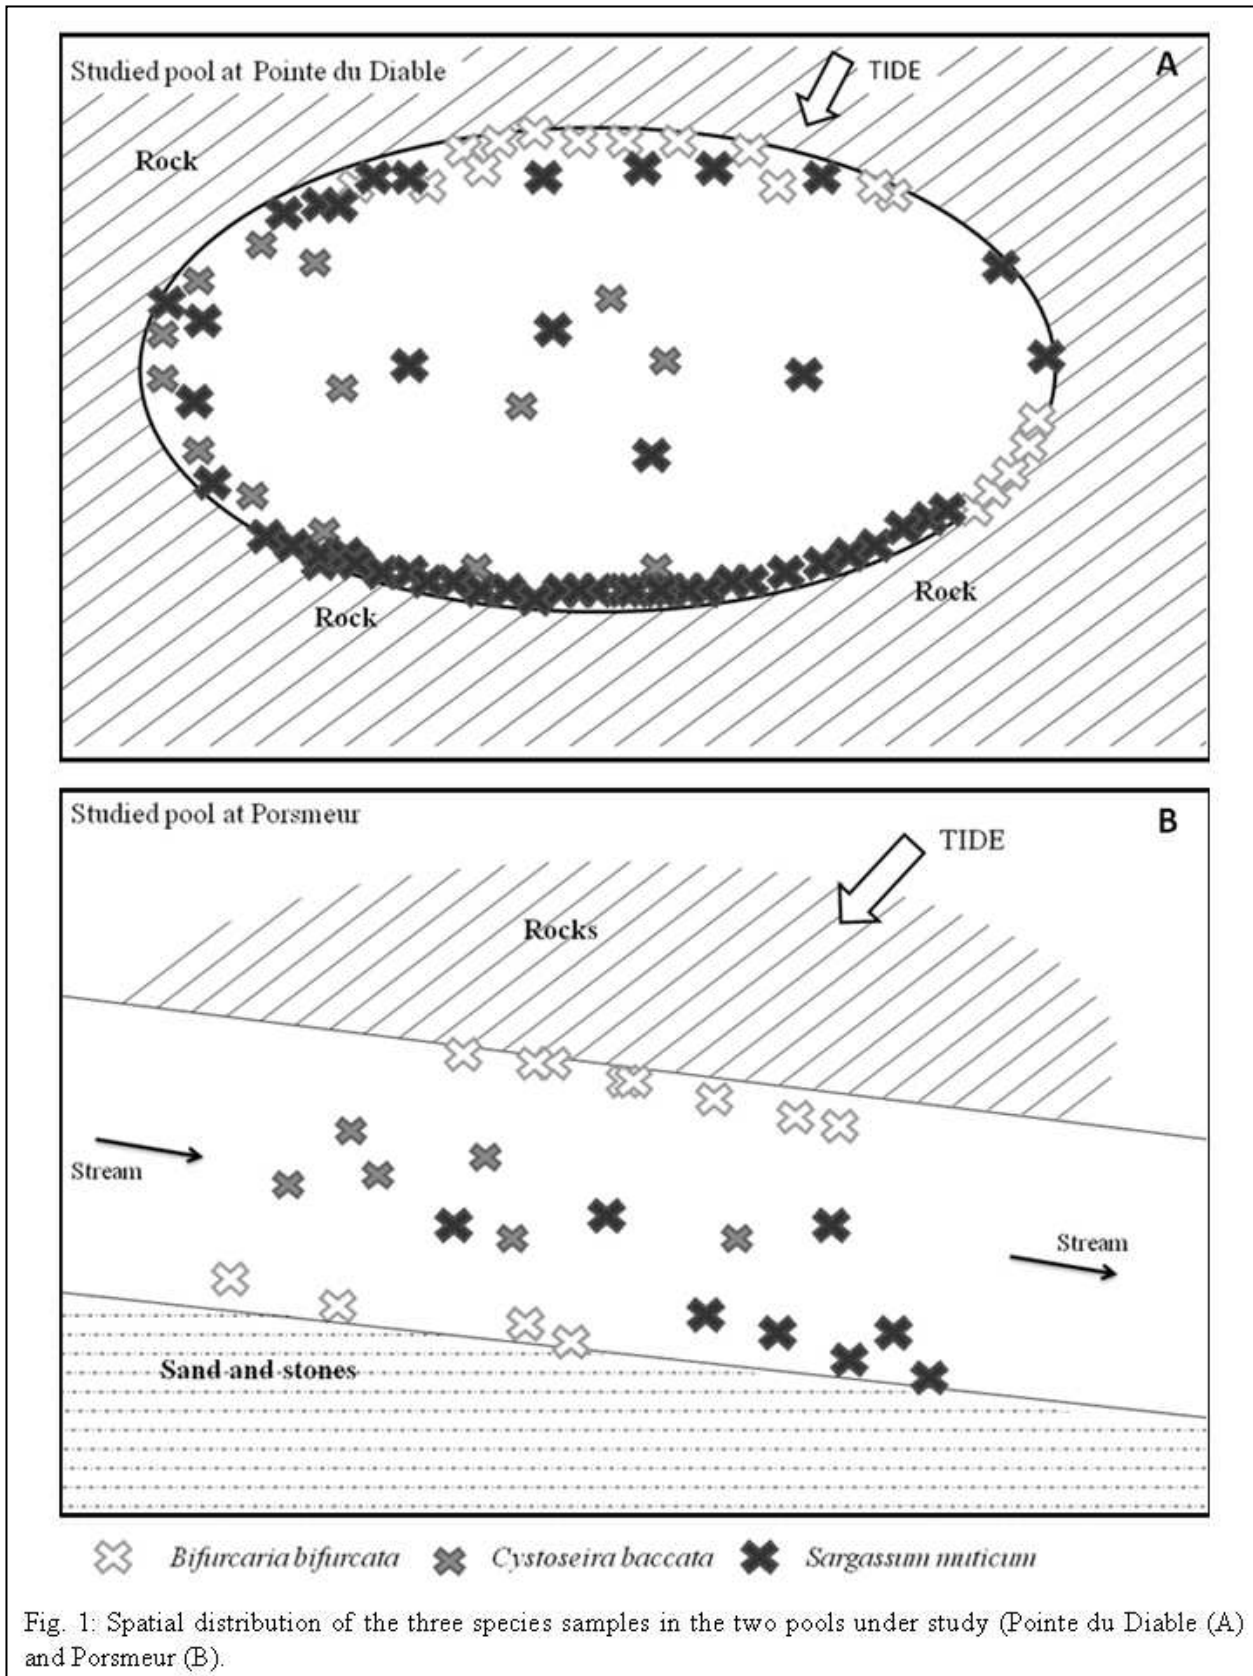 Studied pool at Pointe du Diable
TIDE
A
Rock
Rock
Rock
Studied pool at Porsmeur
B
TIDE
Rocks
Stream
Stream
Sand and stones
Bifurcaria bifurcata Cystoseira baccata Sargassum muticum
Fig. 1: Spatial distribution of the three species samples in the two pools under study (Pointe du Diable (A)
and Porsmeur (B).